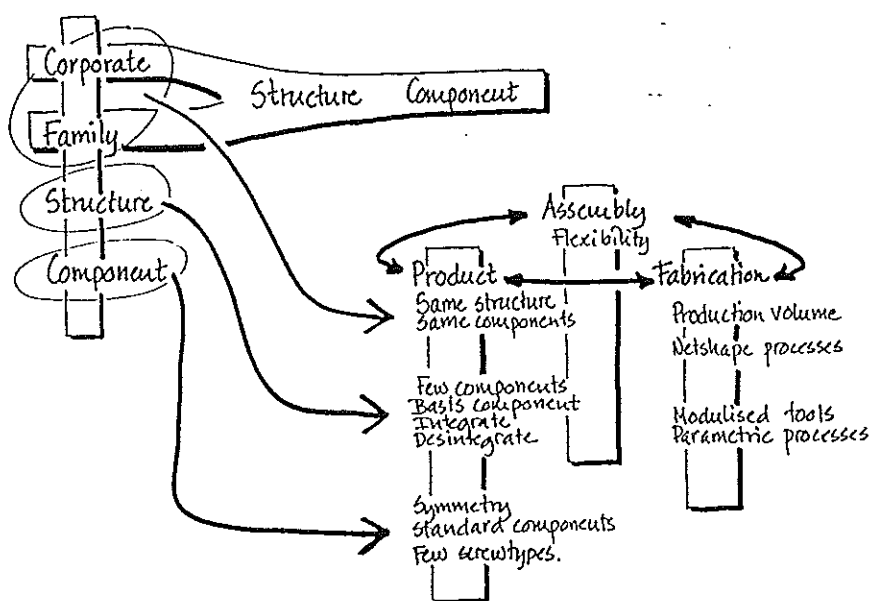 Corporate
Structure Component
Family
Structure
Component
Assembly
Flexibility
Product
Same structure
Same components
Few components
Basis component
Integrate
Desintegrate
Symmetry
Standard components
Few screwtypes.
Fabrication
Production volume
Netshape processes
Modulised tools
Parametric processes